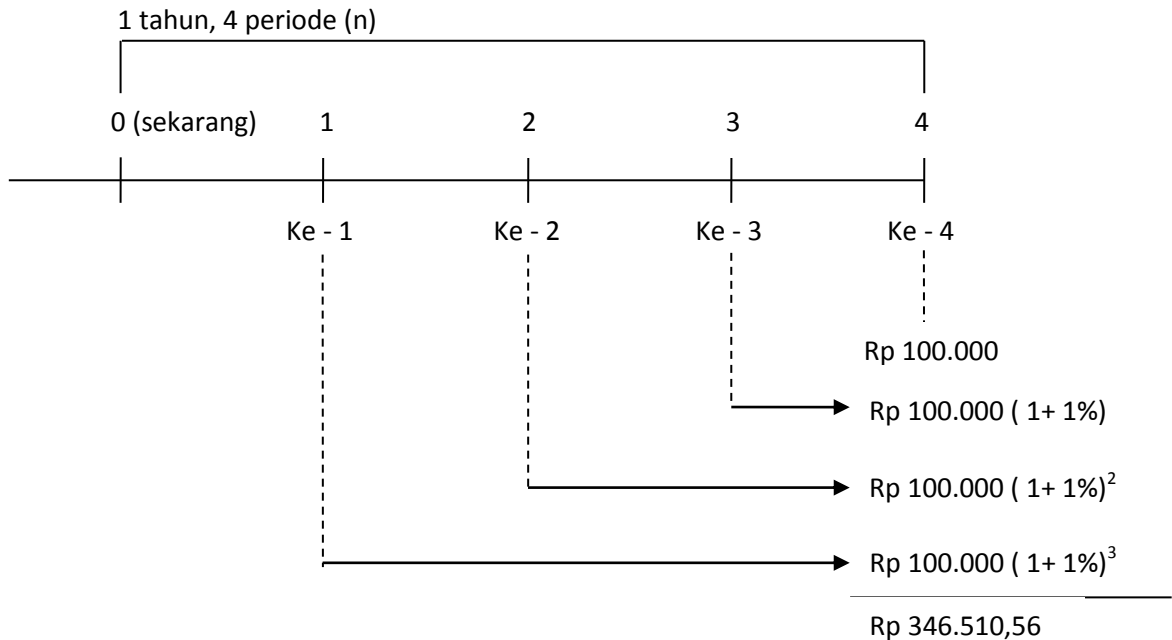 1 tahun, 4 periode (n)
0 (sekarang) 1 2 3 4
Ke - 1 Ke - 2 Ke - 3 Ke - 4
Rp 100.000
Rp 100.000 ( 1+ 1%)
Rp 100.000 ( 1+ 1%)²
Rp 100.000 ( 1+ 1%)³
Rp 346.510,56